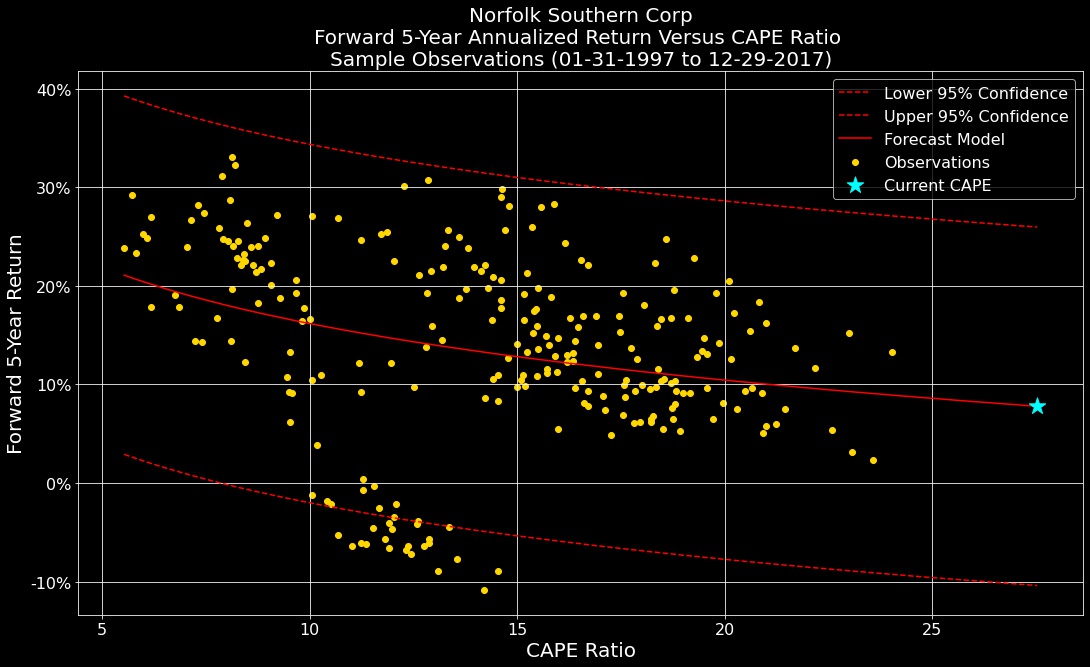 Norfolk Southern Corp
Forward 5-Year Annualized Return Versus CAPE Ratio
Sample Observations (01-31-1997 to 12-29-2017)
Lower 95% Confidence
Upper 95% Confidence
Forecast Model
Observations
Current CAPE
Forward 5-Year Return
40%
30%
20%
10%
0%
-10%
5
10
15
20
25
CAPE Ratio